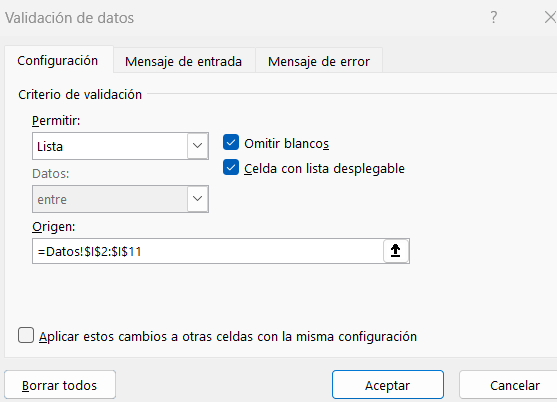 Validación de datos
Configuración Mensaje de entrada Mensaje de error
Criterio de validación
Permitir:
Lista
Omitir blancos
Celda con lista desplegable
Datos:
entre
Origen:
=Datos!$I$2:$I$11
Aplicar estos cambios a otras celdas con la misma configuración
Borrar todos Aceptar Cancelar